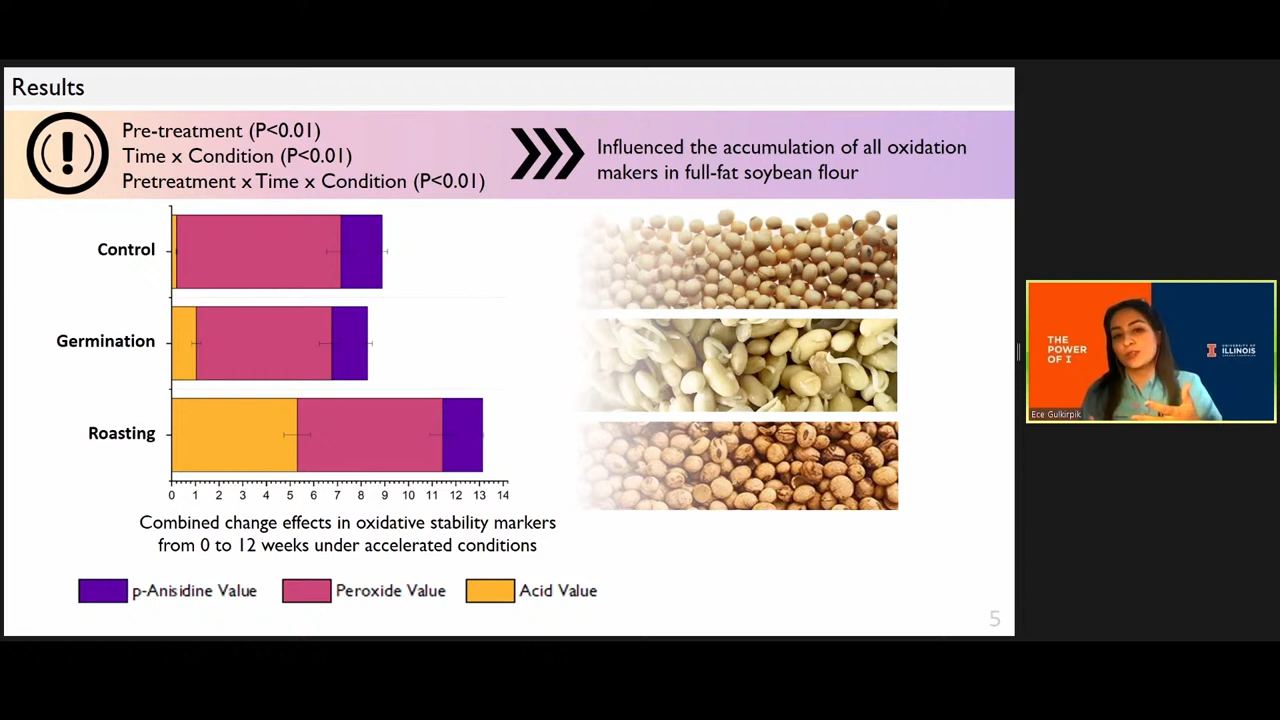 Results
Pre-treatment (P<0.01)
Time x Condition (P<0.01)
Pretreatment x Time x Condition (P<0.01)
Influenced the accumulation of all oxidation
makers in full-fat soybean flour
Control
Germination
Roasting
0 1 2 3 4 5 6 7 8 9 10 11 12 13 14
Combined change effects in oxidative stability markers
from 0 to 12 weeks under accelerated conditions
p-Anisidine Value
Peroxide Value
Acid Value
5
THE
POWER
OF I
I
ILLINOIS
Ece Gulkirpik